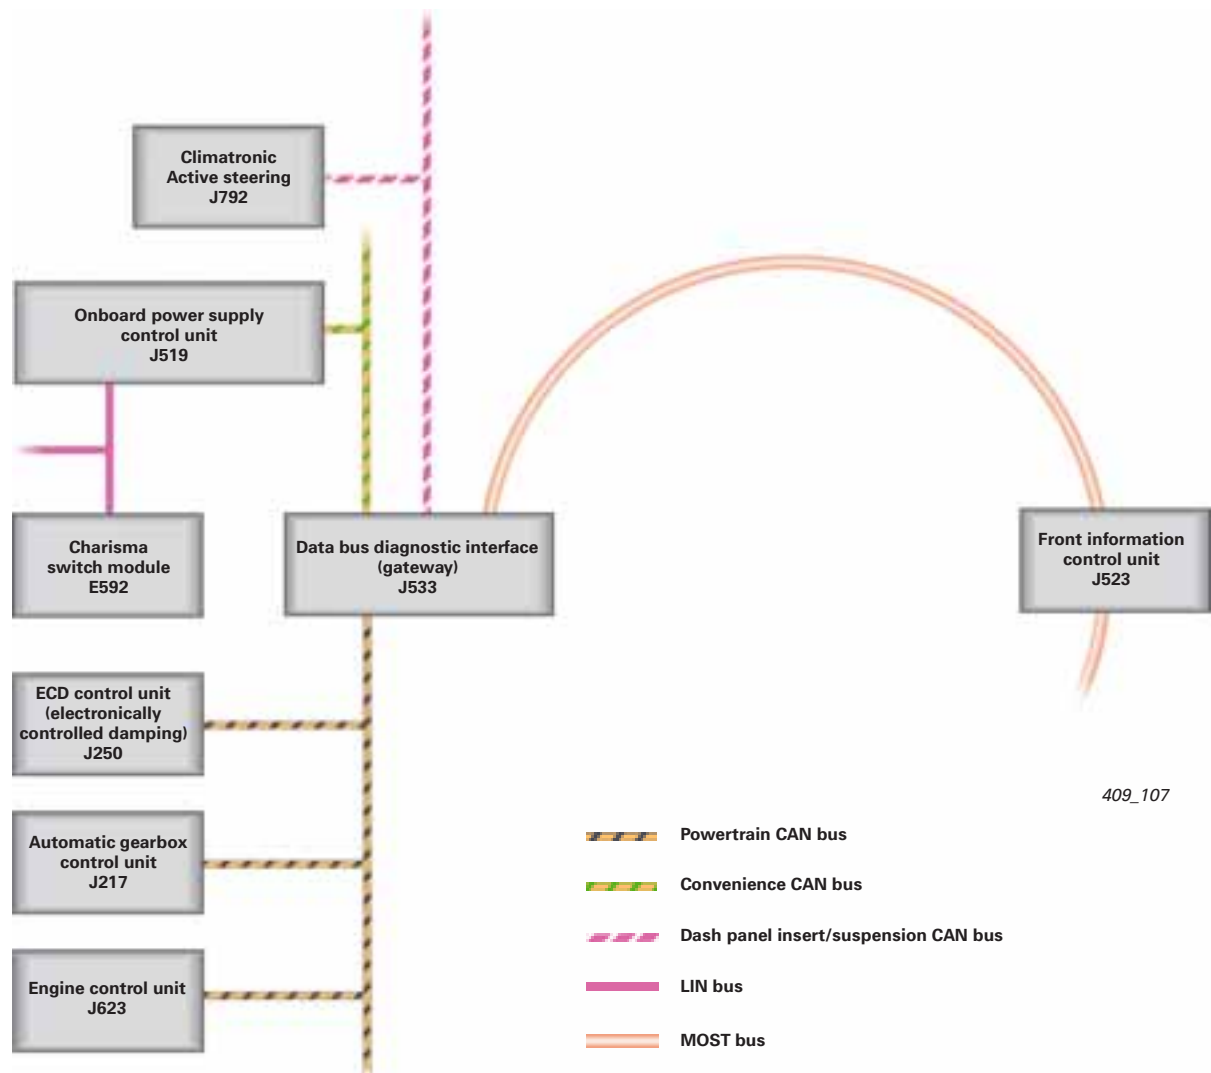 Climatronic
Active steering
J792
Onboard power supply
control unit
J519
Charisma
switch module
E592
Data bus diagnostic interface
(gateway)
J533
Front information
control unit
J523
ECD control unit
(electronically
controlled damping)
J250
Automatic gearbox
control unit
J217
Engine control unit
J623
409_107
Powertrain CAN bus
Convenience CAN bus
Dash panel insert/suspension CAN bus
LIN bus
MOST bus